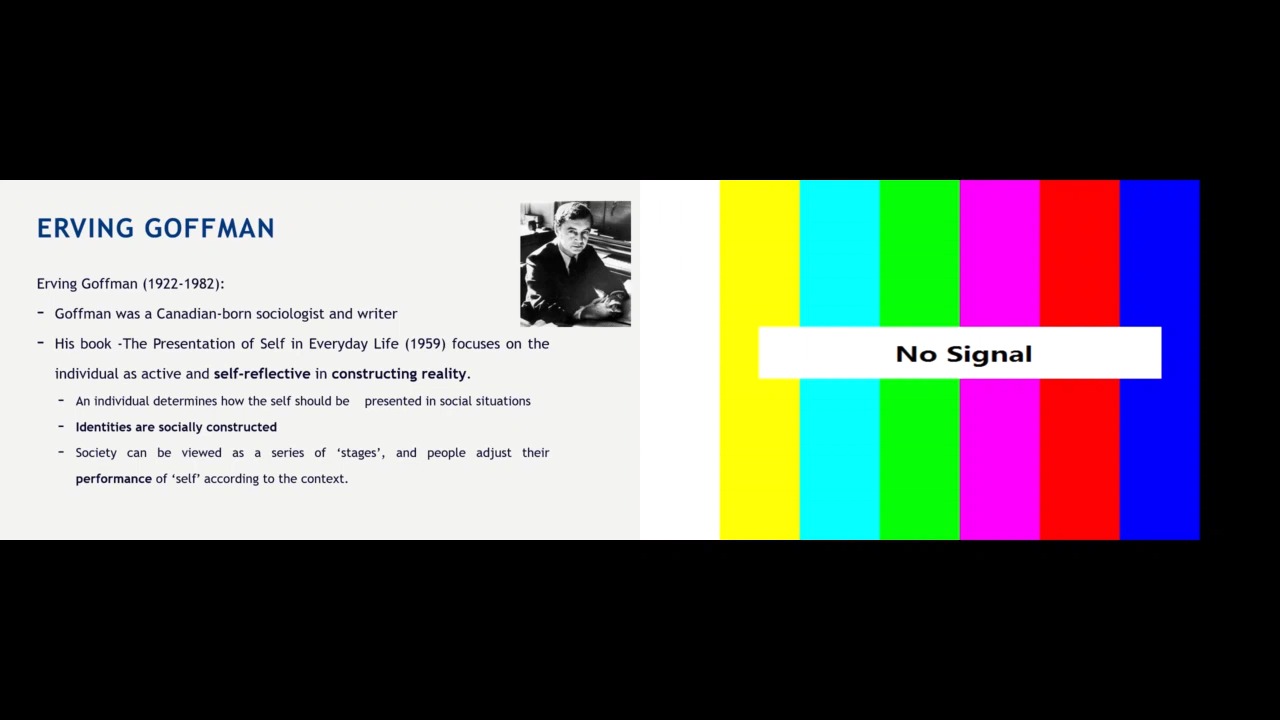 ERVING GOFFMAN
Erving Goffman (1922-1982):
- Goffman was a Canadian-born sociologist and writer
- His book -The Presentation of Self in Everyday Life (1959) focuses on the
individual as active and self-reflective in constructing reality.
- An individual determines how the self should be presented in social situations
- Identities are socially constructed
- Society can be viewed as a series of ‘stages’, and people adjust their
performance of ‘self’ according to the context.
No Signal